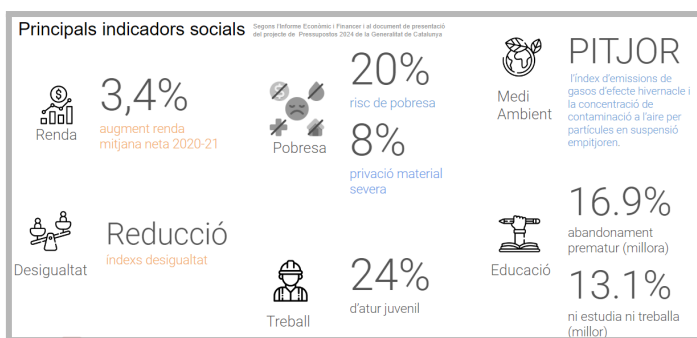 Principals indicadors socials
Segons l'Informe Econòmic i Financer i al document de presentació
del projecte de Pressupostos 2024 de la Generalitat de Catalunya
Renda
3,4%
augment renda
mitjana neta 2020-21
Pobresa
20%
risc de pobresa
8%
privació material
severa
Medi
Ambient
PITJOR
l'índex d'emissions de
gasos d'efecte hivernacle i
la concentració de
contaminació a l'aire per
partícules en suspensió
empitjoren.
Desigualtat
Reducció
índexs desigualtat
Treball
24%
d'atur juvenil
Educació
16.9%
abandonament
prematur (millora)
13.1%
ni estudia ni treballa
(millor)